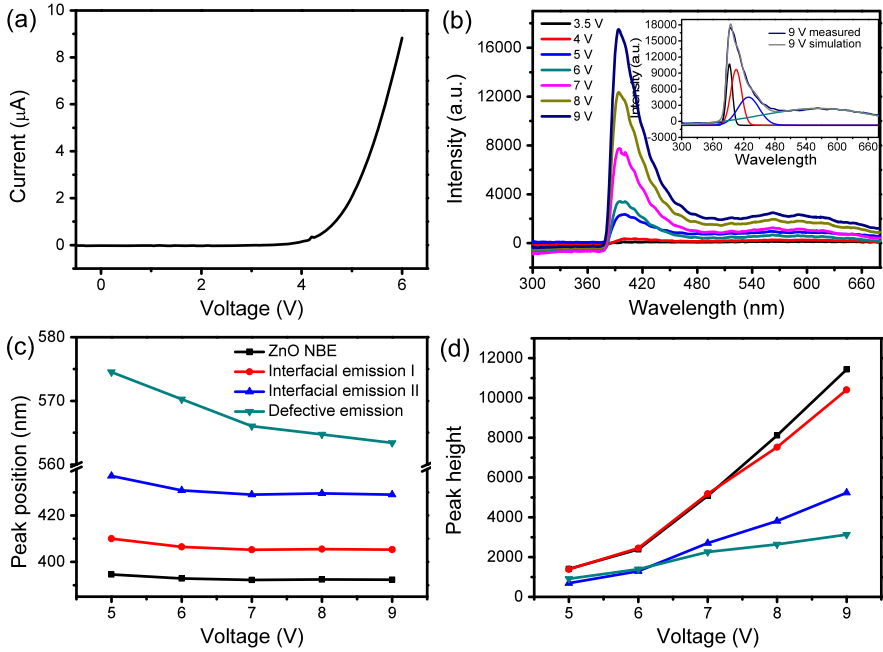 (a)
10
8
6
4
2
0
Current (μA)
0 2 4 6
Voltage (V)
(b)
16000
12000
8000
4000
0
Intensity (a.u.)
3.5 V
4 V
5 V
6 V
7 V
8 V
9 V
300 360 420 480 540 600 660
Wavelength (nm)
18000
15000
12000
9000
6000
3000
0
-3000
Intensity (a.u.)
9 V measured
9 V simulation
300 360 420 480 540 600 660
Wavelength
(c)
580
570
560
420
400
Peak position (nm)
ZnO NBE
Interfacial emission I
Interfacial emission II
Defective emission
5 6 7 8 9
Voltage (V)
(d)
12000
10000
8000
6000
4000
2000
0
Peak height
5 6 7 8 9
Voltage (V)